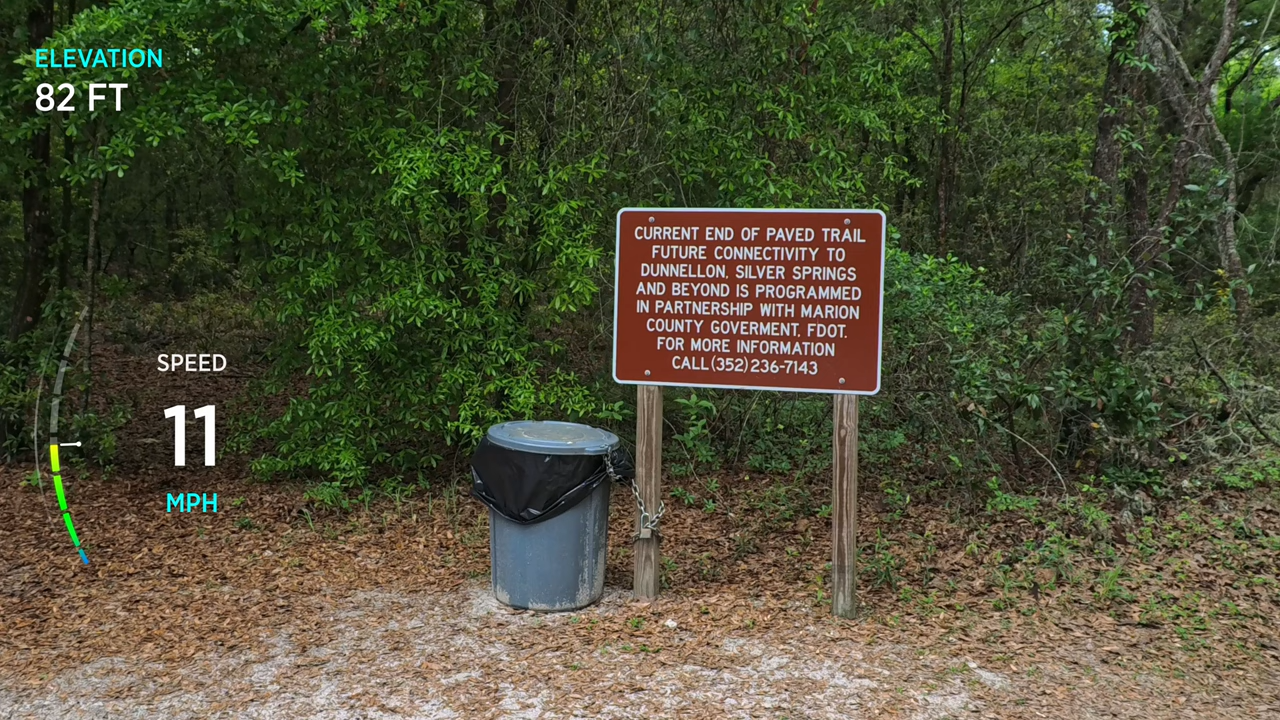 ELEVATION
82 FT
SPEED
11
MPH
CURRENT END OF PAVED TRAIL
FUTURE CONNECTIVITY TO
DUNNELLON, SILVER SPRINGS
AND BEYOND IS PROGRAMMED
IN PARTNERSHIP WITH MARION
COUNTY GOVERMENT, FDOT.
FOR MORE INFORMATION
CALL (352) 236-7143